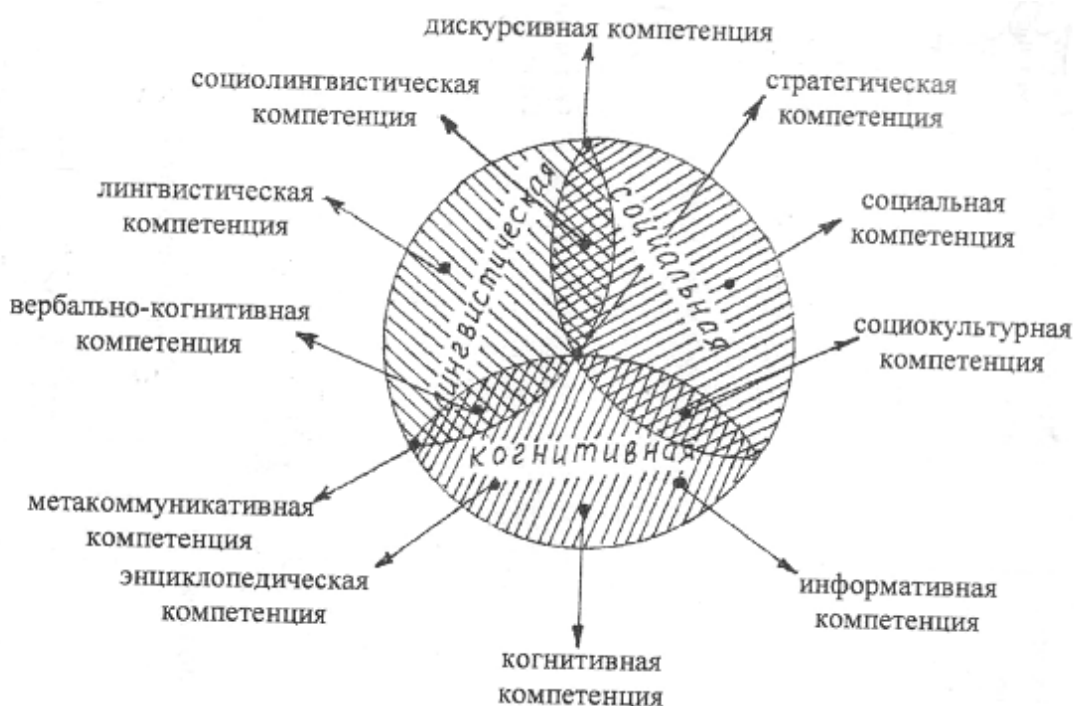 дискурсивная компетенция
социолингвистическая
компетенция
стратегическая
компетенция
лингвистическая
компетенция
социальная
компетенция
вербально-когнитивная
компетенция
социокультурная
компетенция
лингвистическая
социальная
когнитивная
метакоммуникативная
компетенция
энциклопедическая
компетенция
информативная
компетенция
когнитивная
компетенция